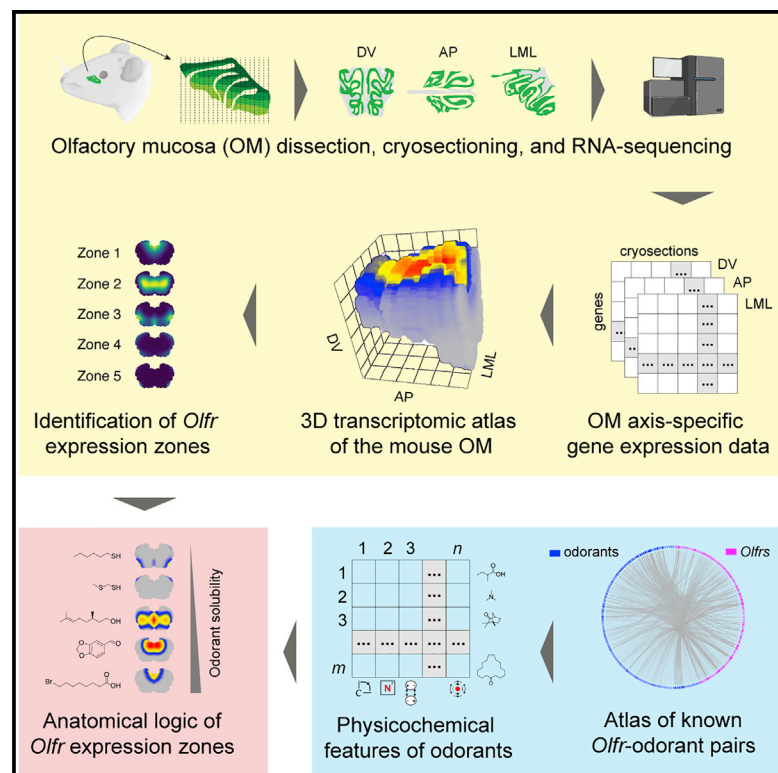 DV AP LML
Olfactory mucosa (OM) dissection, cryosectioning, and RNA-sequencing
Zone 1
Zone 2
Zone 3
Zone 4
Zone 5
Identification of Olfr
expression zones
DV
AP
LML
3D transcriptomic atlas
of the mouse OM
cryosections
DV
AP
LML
genes
OM axis-specific
gene expression data
SH
SH
OH
O
O
O
Br
O
OH
Odorant solubility
Anatomical logic of
Olfr expression zones
1 2 3 ... n
1 ...
2 ...
3 ...
... ... ... ... ...
m ...
O
OH
N
O
O
C N
Physicochemical
features of odorants
odorants Olfrs
Atlas of known
Olfr-odorant pairs